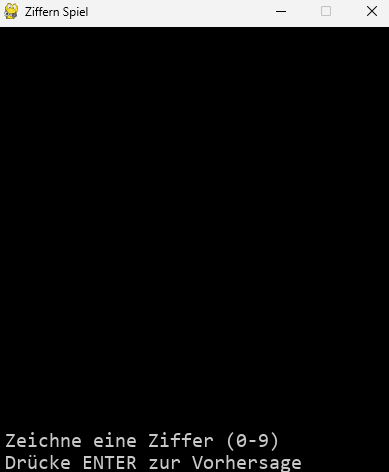 Ziffern Spiel
Zeichne eine Ziffer (0-9)
Drücke ENTER zur Vorhersage